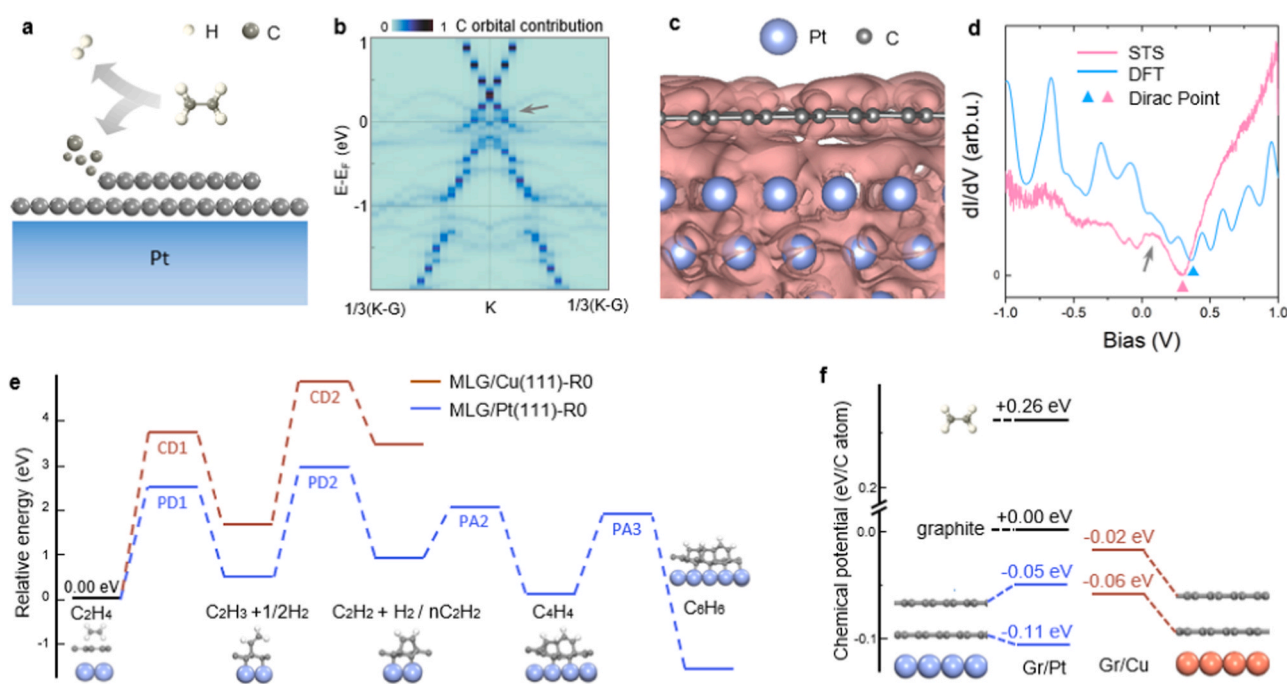 a
H
C
Pt
b
0
1
C orbital contribution
E-E_F (eV)
1
0
-1
1/3(K-G)
K
1/3(K-G)
c
Pt
C
d
STS
DFT
Dirac Point
dI/dV (arb.u.)
0
-1.0
-0.5
0.0
0.5
1.0
Bias (V)
e
MLG/Cu(111)-R0
MLG/Pt(111)-R0
Relative energy (eV)
4
3
2
1
0
-1
CD1
CD2
PD1
PD2
PA2
PA3
0.00 eV
C₂H₄
C₂H₃ +1/2H₂
C₂H₂ + H₂ / nC₂H₂
C₄H₄
C₆H₆
f
Chemical potential (eV/C atom)
0.2
0.0
-0.1
+0.26 eV
graphite
+0.00 eV
-0.02 eV
-0.05 eV
-0.06 eV
-0.11 eV
Gr/Pt
Gr/Cu